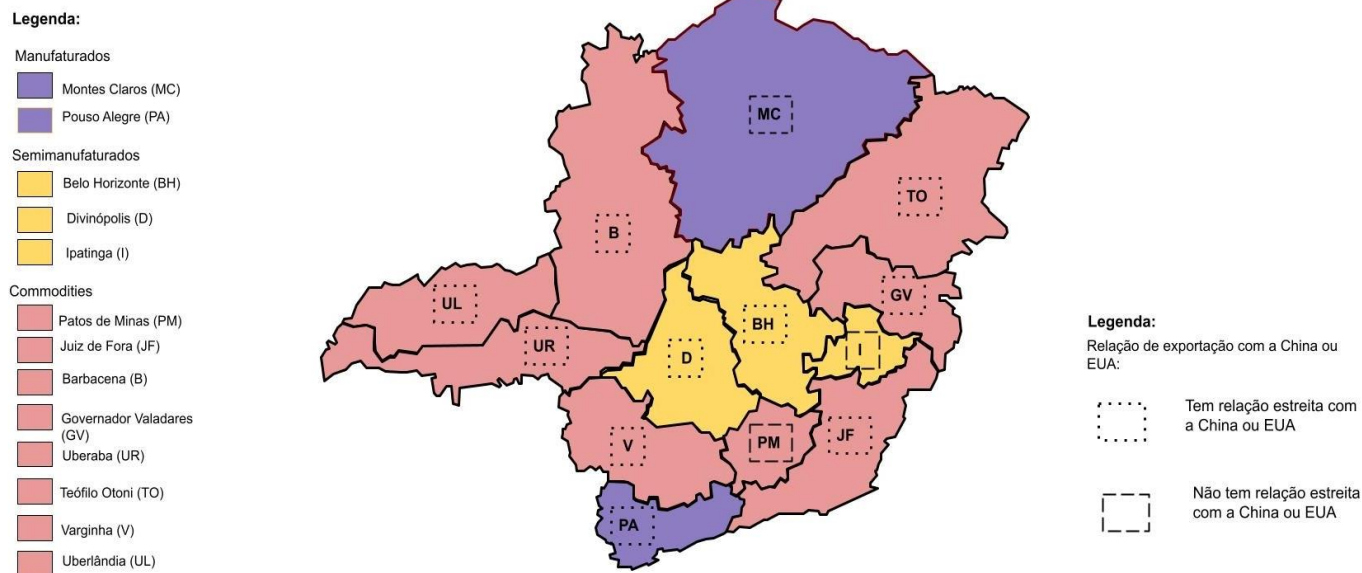 Legenda:
Manufaturados
Montes Claros (MC)
Pouso Alegre (PA)
Semimanufaturados
Belo Horizonte (BH)
Divinópolis (D)
Ipatinga (I)
Commodities
Patos de Minas (PM)
Juiz de Fora (JF)
Barbacena (B)
Governador Valadares
(GV)
Uberaba (UR)
Teófilo Otoni (TO)
Varginha (V)
Uberlândia (UL)
MC
TO
B
GV
UL
BH
UR
I
D
JF
PM
V
PA
Legenda:
Relação de exportação com a China ou
EUA:
Tem relação estreita com
a China ou EUA
Não tem relação estreita
com a China ou EUA